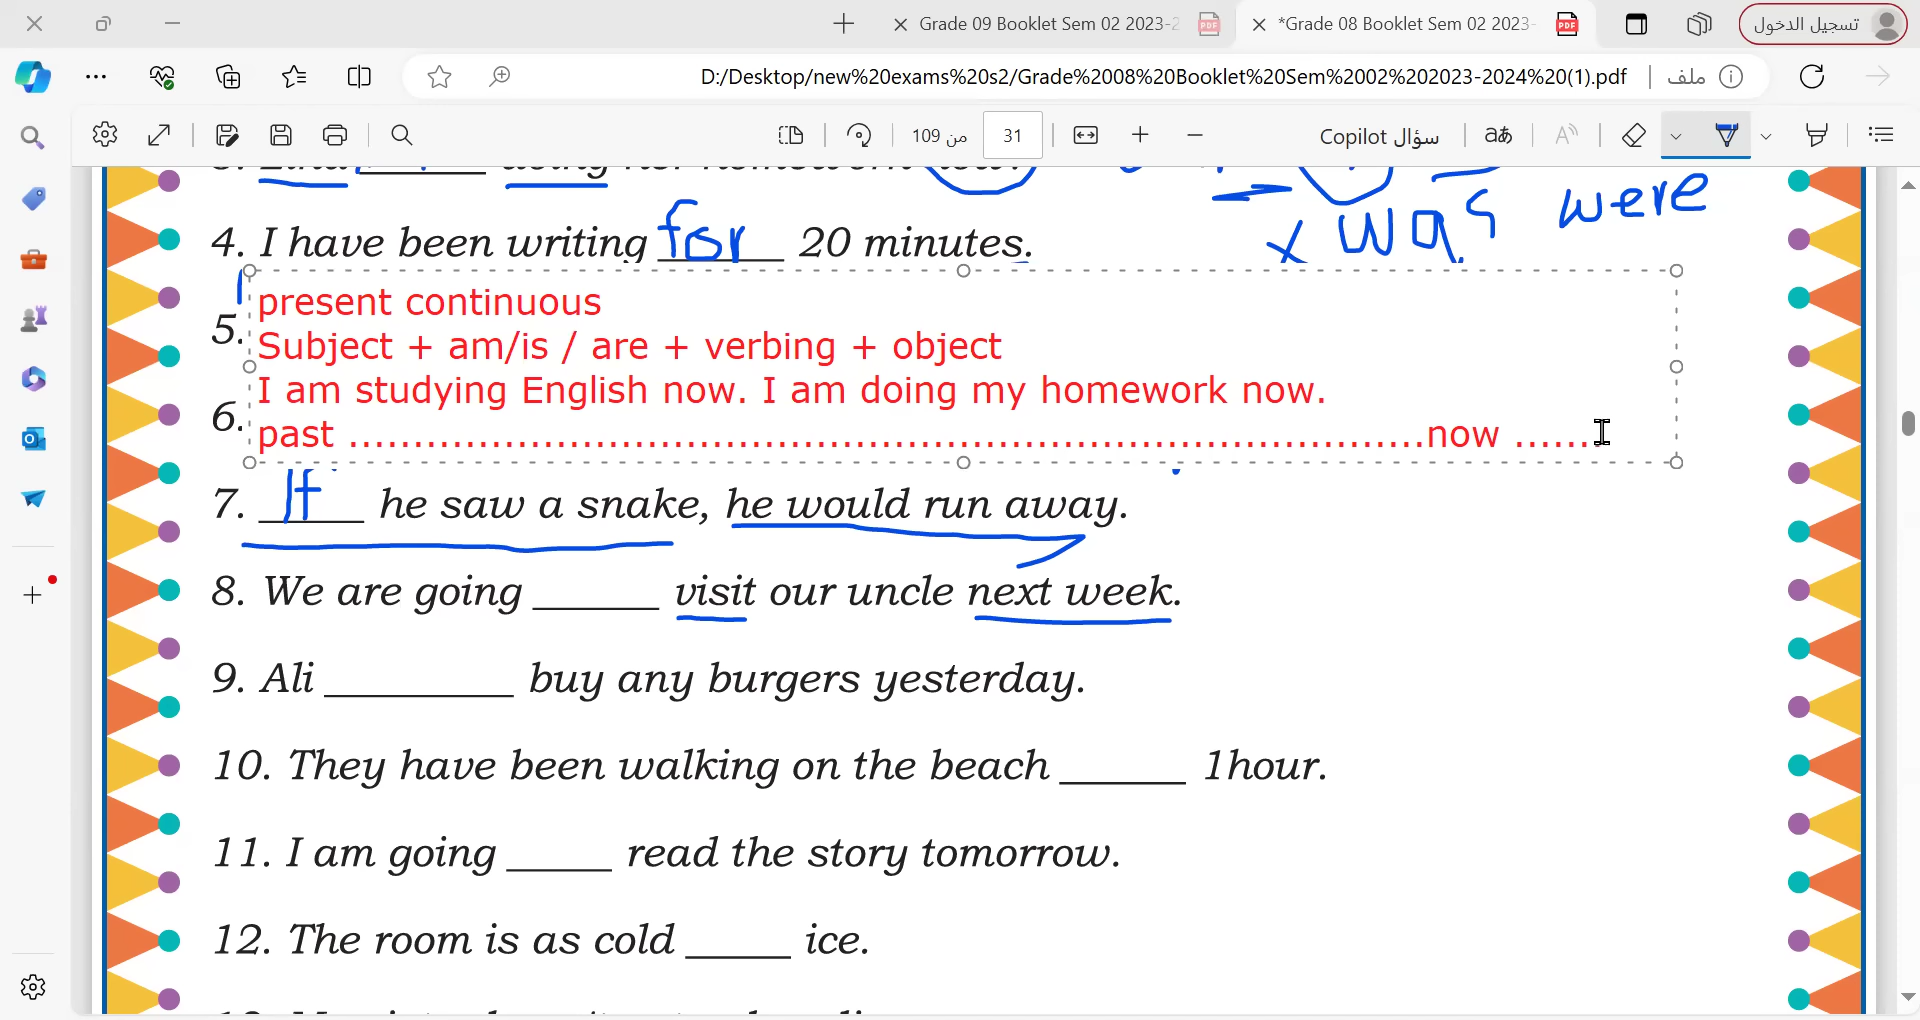 Grade 09 Booklet Sem 02 2023-2
*Grade 08 Booklet Sem 02 2023-
تسجيل الدخول
D:/Desktop/new%20exams%20s2/Grade%2008%20Booklet%20Sem%2002%202023-2024%20(1).pdf
ملف
109 من
31
سؤال Copilot
4. I have been writing for 20 minutes.
x was were
present continuous
5.
Subject + am/is / are + verbing + object
I am studying English now. I am doing my homework now.
6.
past ...................................................................................now ......
7. If he saw a snake, he would run away.
8. We are going ______ visit our uncle next week.
9. Ali _________ buy any burgers yesterday.
10. They have been walking on the beach ______ 1hour.
11. I am going _____ read the story tomorrow.
12. The room is as cold _____ ice.